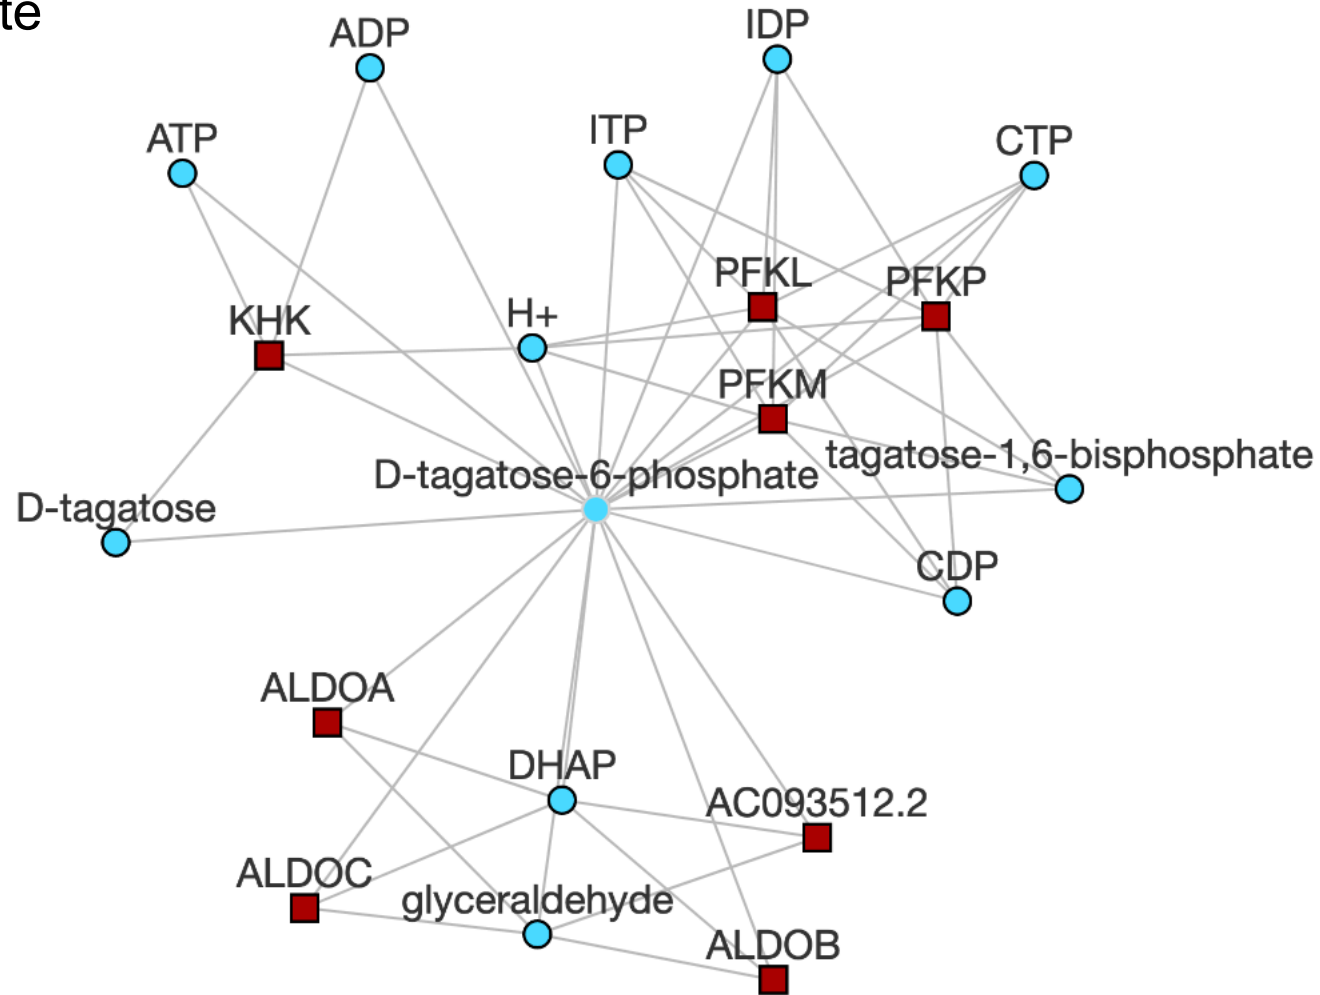 te
ADP
IDP
ATP
ITP
CTP
PFKL
PFKP
KHK
H+
PFKM
D-tagatose-6-phosphate
tagatose-1,6-bisphosphate
D-tagatose
CDP
ALDOA
DHAP
AC093512.2
ALDOC
glyceraldehyde
ALDOB